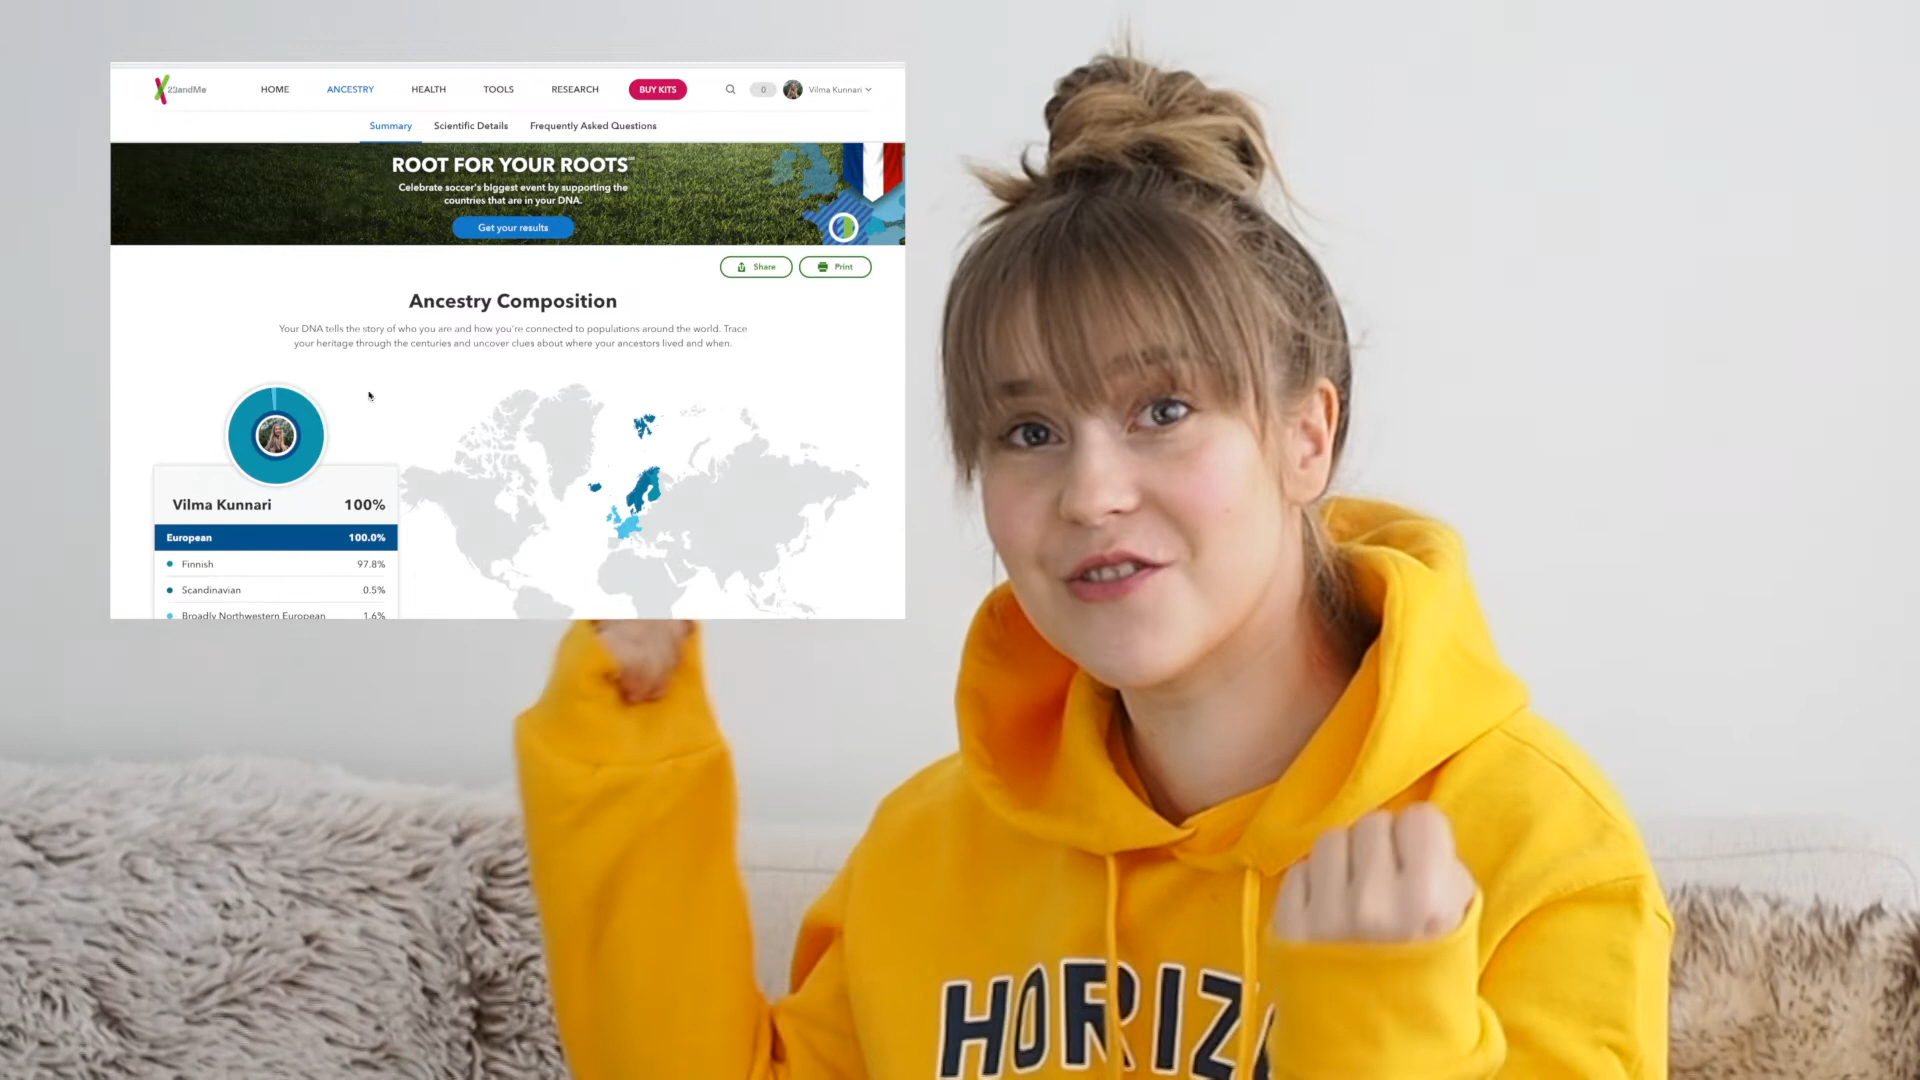 23andMe
HOME ANCESTRY HEALTH TOOLS RESEARCH BUY KITS 0 Vilma Kunnari
Summary Scientific Details Frequently Asked Questions
ROOT FOR YOUR ROOTS℠
Celebrate soccer's biggest event by supporting the
countries that are in your DNA.
Get your results
Share Print
Ancestry Composition
Your DNA tells the story of who you are and how you're connected to populations around the world. Trace
your heritage through the centuries and uncover clues about where your ancestors lived and when.
Vilma Kunnari 100%
European 100.0%
Finnish 97.8%
Scandinavian 0.5%
Broadly Northwestern European 1.6%
HORIZ